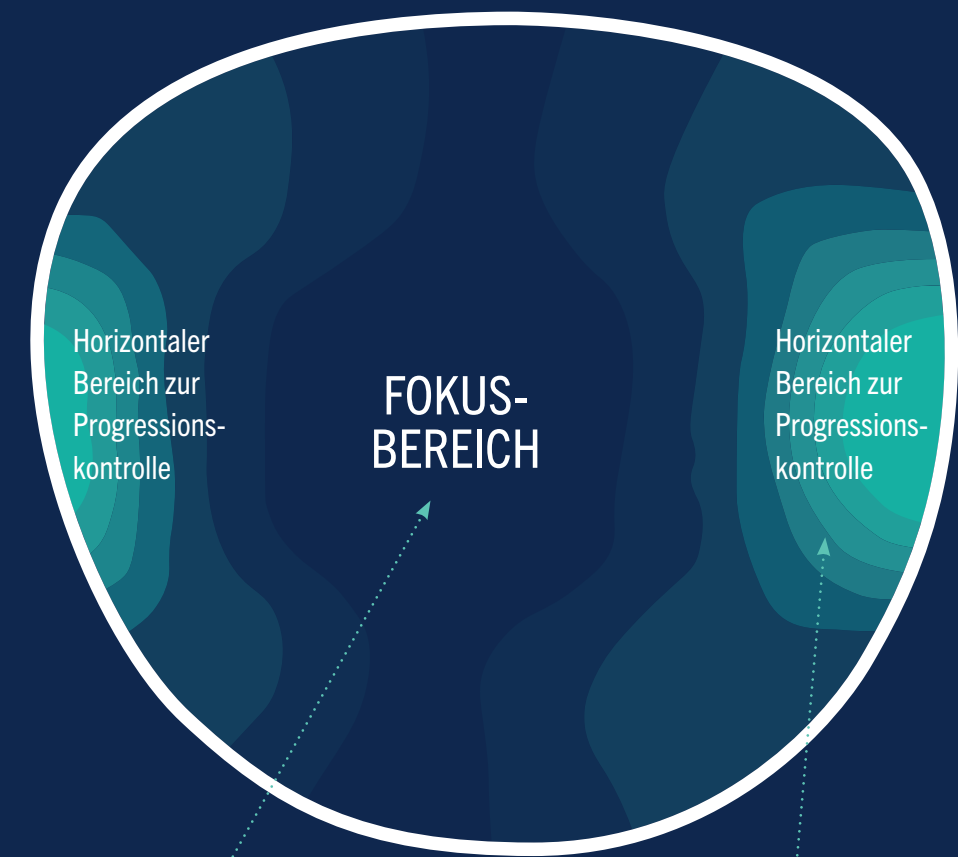 Horizontaler
Bereich zur
Progressions-
kontrolle
FOKUS-
BEREICH
Horizontaler
Bereich zur
Progressions-
kontrolle